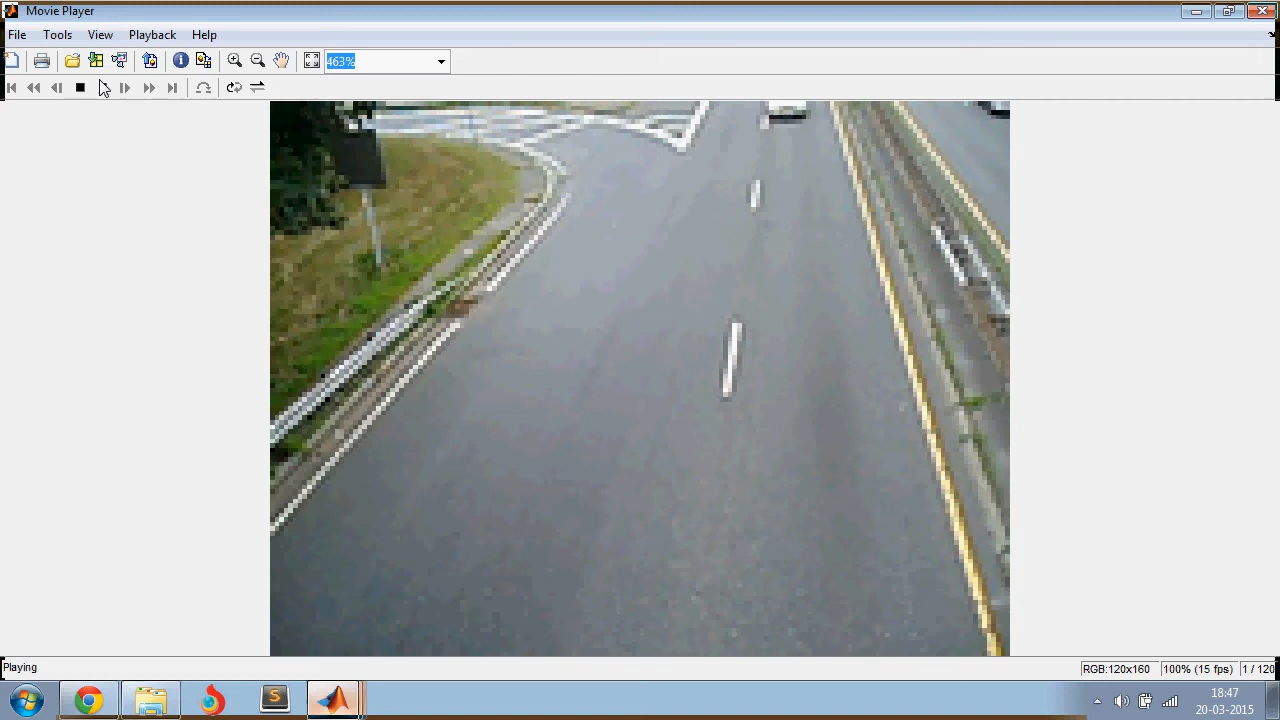 Movie Player
File Tools View Playback Help
463%
Playing
RGB:120x160 100% (15 fps) 1 / 120
S
18:47
20-03-2015